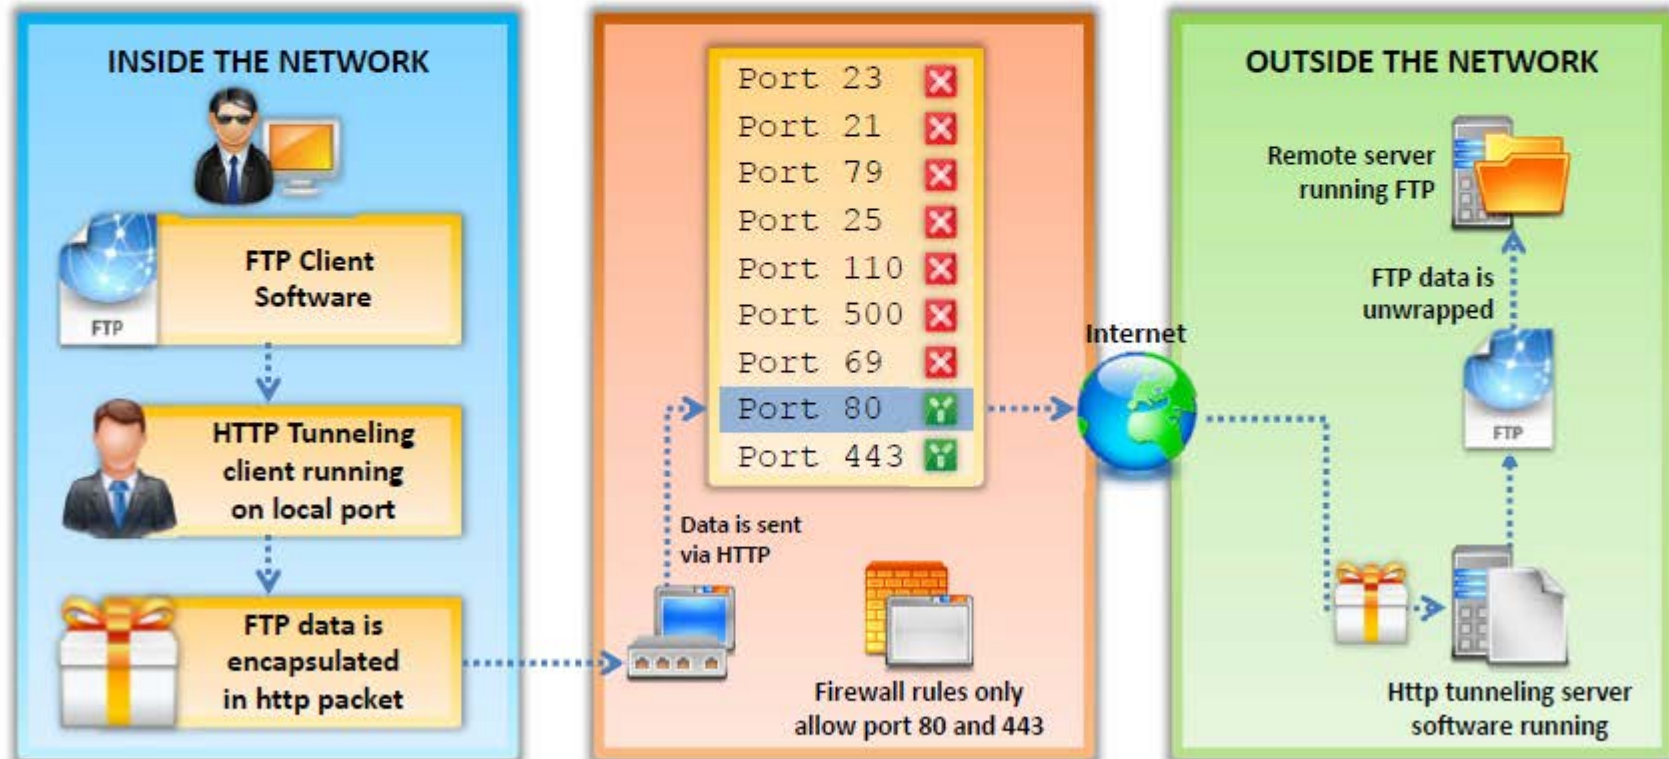 INSIDE THE NETWORK
FTP
FTP Client
Software
HTTP Tunneling
client running
on local port
FTP data is
encapsulated
in http packet
Port 23
Port 21
Port 79
Port 25
Port 110
Port 500
Port 69
Port 80
Port 443
Data is sent
via HTTP
Firewall rules only
allow port 80 and 443
Internet
OUTSIDE THE NETWORK
Remote server
running FTP
FTP data is
unwrapped
FTP
Http tunneling server
software running